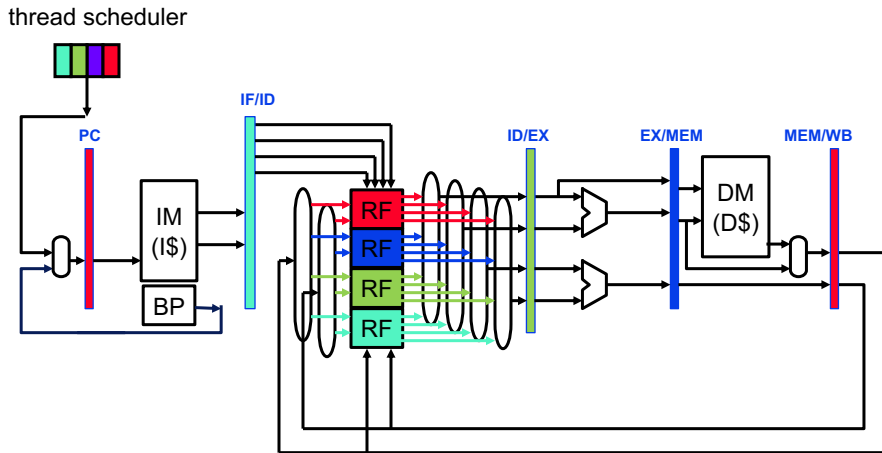 thread scheduler
IF/ID
PC
ID/EX
EX/MEM
MEM/WB
IM
(I$)
BP
RF
RF
RF
RF
DM
(D$)